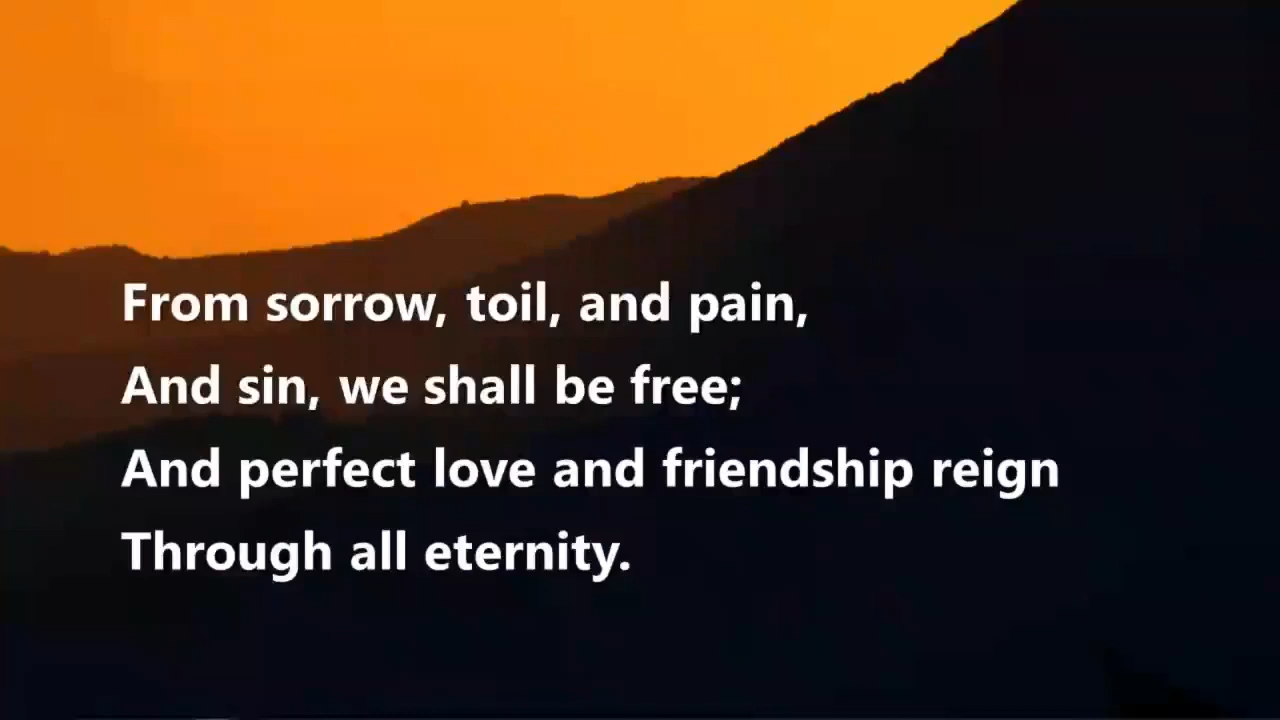 From sorrow, toil, and pain,
And sin, we shall be free;
And perfect love and friendship reign
Through all eternity.